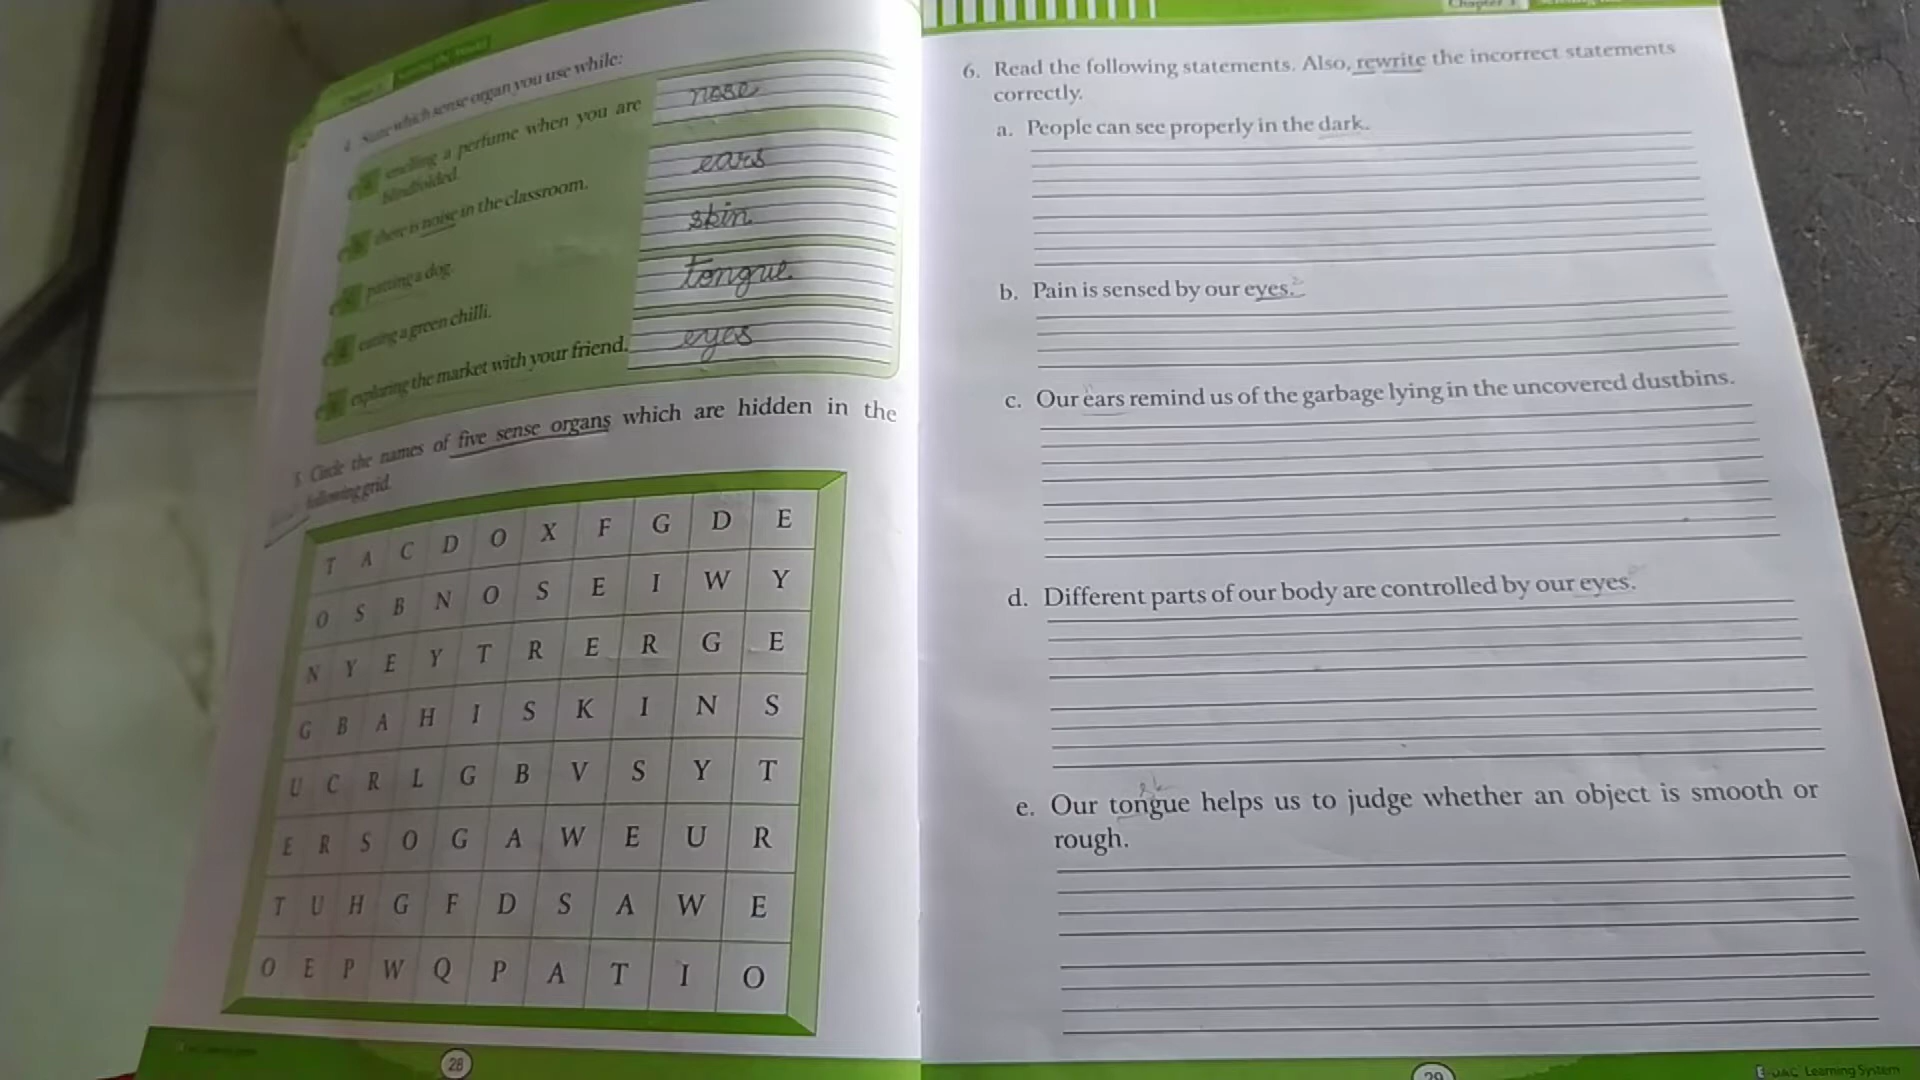 4. State which sense organ you use while:
a. smelling a perfume when you are
blindfolded.
nose
b. there is noise in the classroom.
ears
c. patting a dog.
skin
d. eating a green chilli.
tongue
e. exploring the market with your friend.
eyes
5. Circle the names of five sense organs which are hidden in the
following grid.
T A C D O X F G D E
O S B N O S E I W Y
N Y E Y T R E R G E
G B A H I S K I N S
U C R L G B V S Y T
E R S O G A W E U R
T U H G F D S A W E
O E P W Q P A T I O
28
Chapter
6. Read the following statements. Also, rewrite the incorrect statements
correctly.
a. People can see properly in the dark.
b. Pain is sensed by our eyes.
c. Our ears remind us of the garbage lying in the uncovered dustbins.
d. Different parts of our body are controlled by our eyes.
e. Our tongue helps us to judge whether an object is smooth or
rough.
29
Learning System